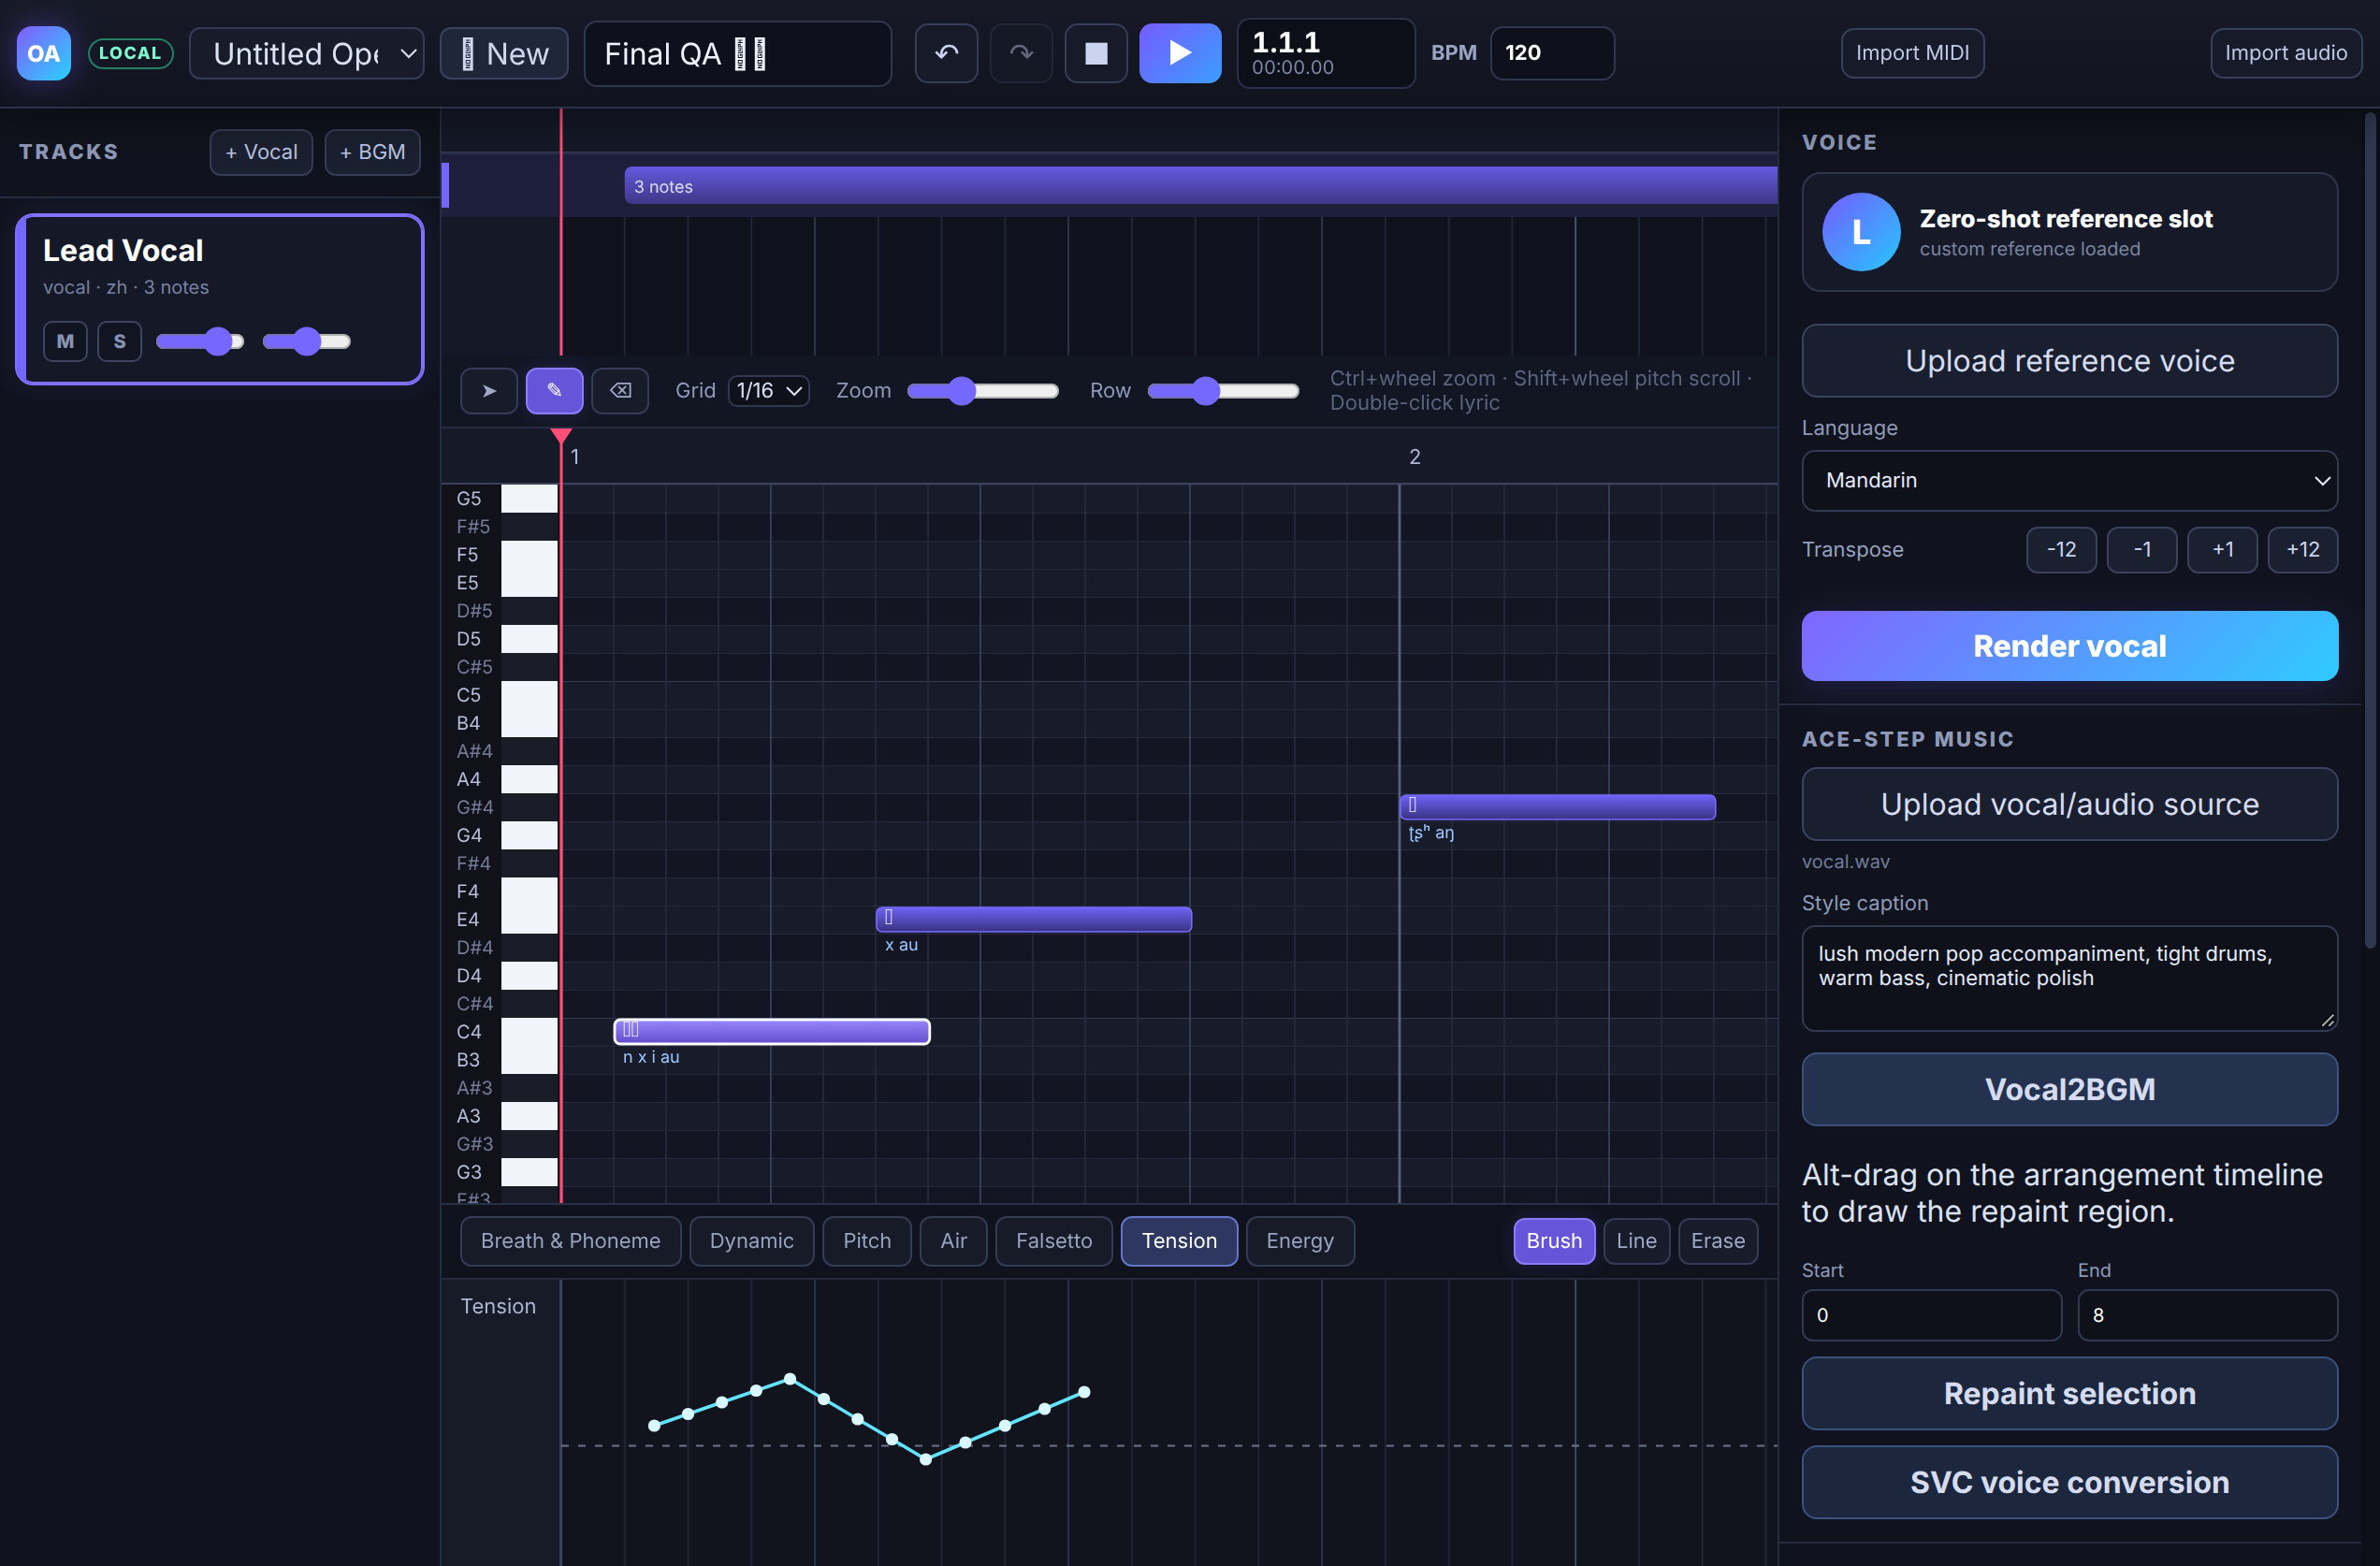 OA
LOCAL
Untitled Ope
New
Final QA
1.1.1
00:00.00
BPM
120
Import MIDI
Import audio
TRACKS
+ Vocal
+ BGM
Lead Vocal
vocal · zh · 3 notes
M
S
3 notes
Grid
1/16
Zoom
Row
Ctrl+wheel zoom · Shift+wheel pitch scroll ·
Double-click lyric
1
2
G5
F#5
F5
E5
D#5
D5
C#5
C5
B4
A#4
A4
G#4
G4
F#4
F4
E4
D#4
D4
C#4
C4
B3
A#3
A3
G#3
G3
F#3
tʂʰ aŋ
x au
n x i au
Breath & Phoneme
Dynamic
Pitch
Air
Falsetto
Tension
Energy
Brush
Line
Erase
Tension
VOICE
L
Zero-shot reference slot
custom reference loaded
Upload reference voice
Language
Mandarin
Transpose
-12
-1
+1
+12
Render vocal
ACE-STEP MUSIC
Upload vocal/audio source
vocal.wav
Style caption
lush modern pop accompaniment, tight drums,
warm bass, cinematic polish
Vocal2BGM
Alt-drag on the arrangement timeline
to draw the repaint region.
Start
End
0
8
Repaint selection
SVC voice conversion